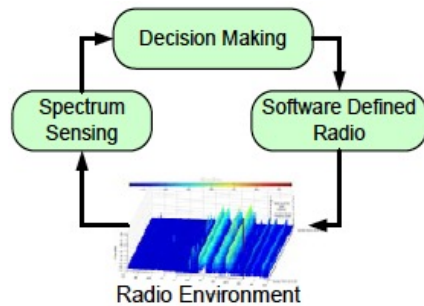 Decision Making
Spectrum
Sensing
Software Defined
Radio
Radio Environment